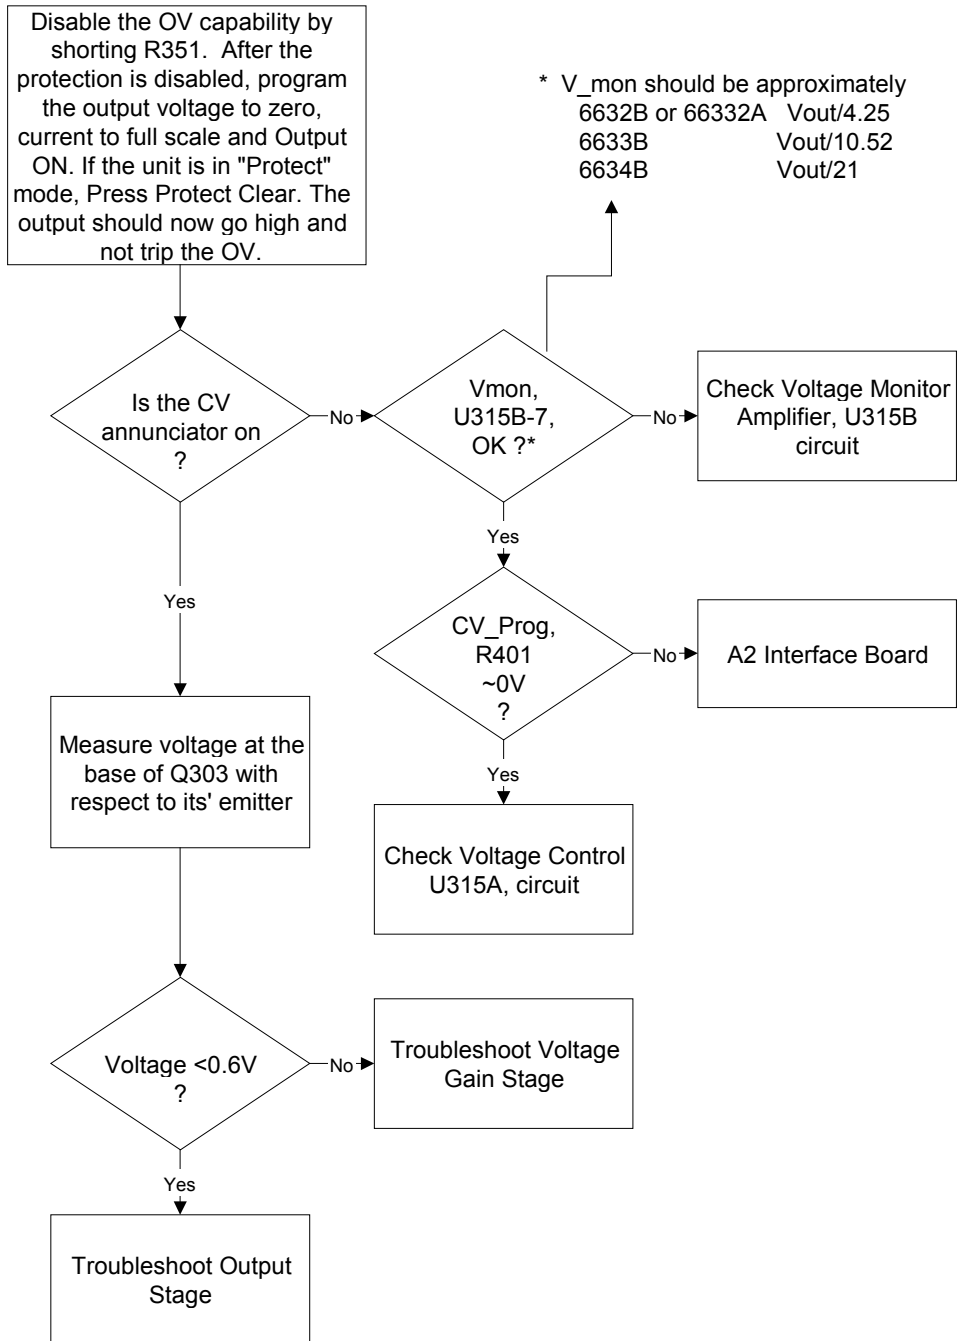 Disable the OV capability by
shorting R351.  After the
protection is disabled, program
the output voltage to zero,
current to full scale and Output
ON. If the unit is in "Protect"
mode, Press Protect Clear. The
output should now go high and
not trip the OV.
* V_mon should be approximately
6632B or 66332A Vout/4.25
6633B Vout/10.52
6634B Vout/21
Is the CV
annunciator on
?
No
Vmon,
U315B-7,
OK ?*
No
Check Voltage Monitor
Amplifier, U315B
circuit
Yes
Yes
CV_Prog,
R401
~0V
?
No
A2 Interface Board
Measure voltage at the
base of Q303 with
respect to its' emitter
Yes
Check Voltage Control
U315A, circuit
Voltage <0.6V
?
No
Troubleshoot Voltage
Gain Stage
Yes
Troubleshoot Output
Stage